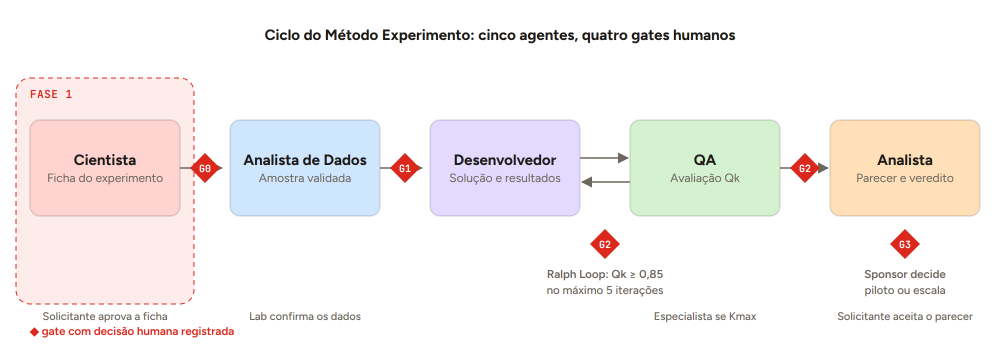 Ciclo do Método Experimento: cinco agentes, quatro gates humanos
FASE 1
Cientista
Ficha do experimento
G0
Analista de Dados
Amostra validada
G1
Desenvolvedor
Solução e resultados
QA
Avaliação Qk
G2
Analista
Parecer e veredito
G2
Ralph Loop: Qk ≥ 0,85
no máximo 5 iterações
G3
Sponsor decide
piloto ou escala
Solicitante aprova a ficha
Lab confirma os dados
Especialista se Kmax
Solicitante aceita o parecer
◆ gate com decisão humana registrada